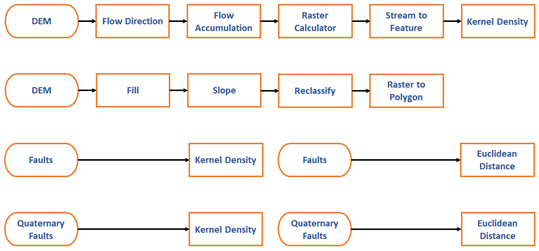 DEM
Flow Direction
Flow
Accumulation
Raster
Calculator
Stream to
Feature
Kernel Density
DEM
Fill
Slope
Reclassify
Raster to
Polygon
Faults
Kernel Density
Faults
Euclidean
Distance
Quaternary
Faults
Kernel Density
Quaternary
Faults
Euclidean
Distance